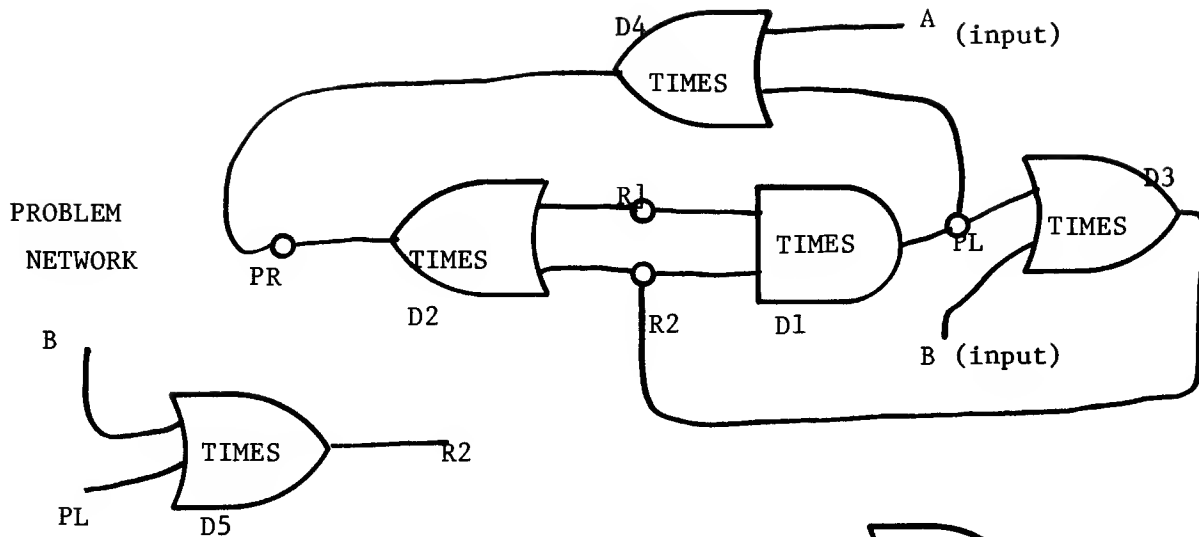 D4
A (input)
TIMES
PROBLEM
NETWORK
R1
D3
TIMES
TIMES
TIMES
PL
PR
D2
R2
D1
B
B (input)
TIMES
R2
PL
D5